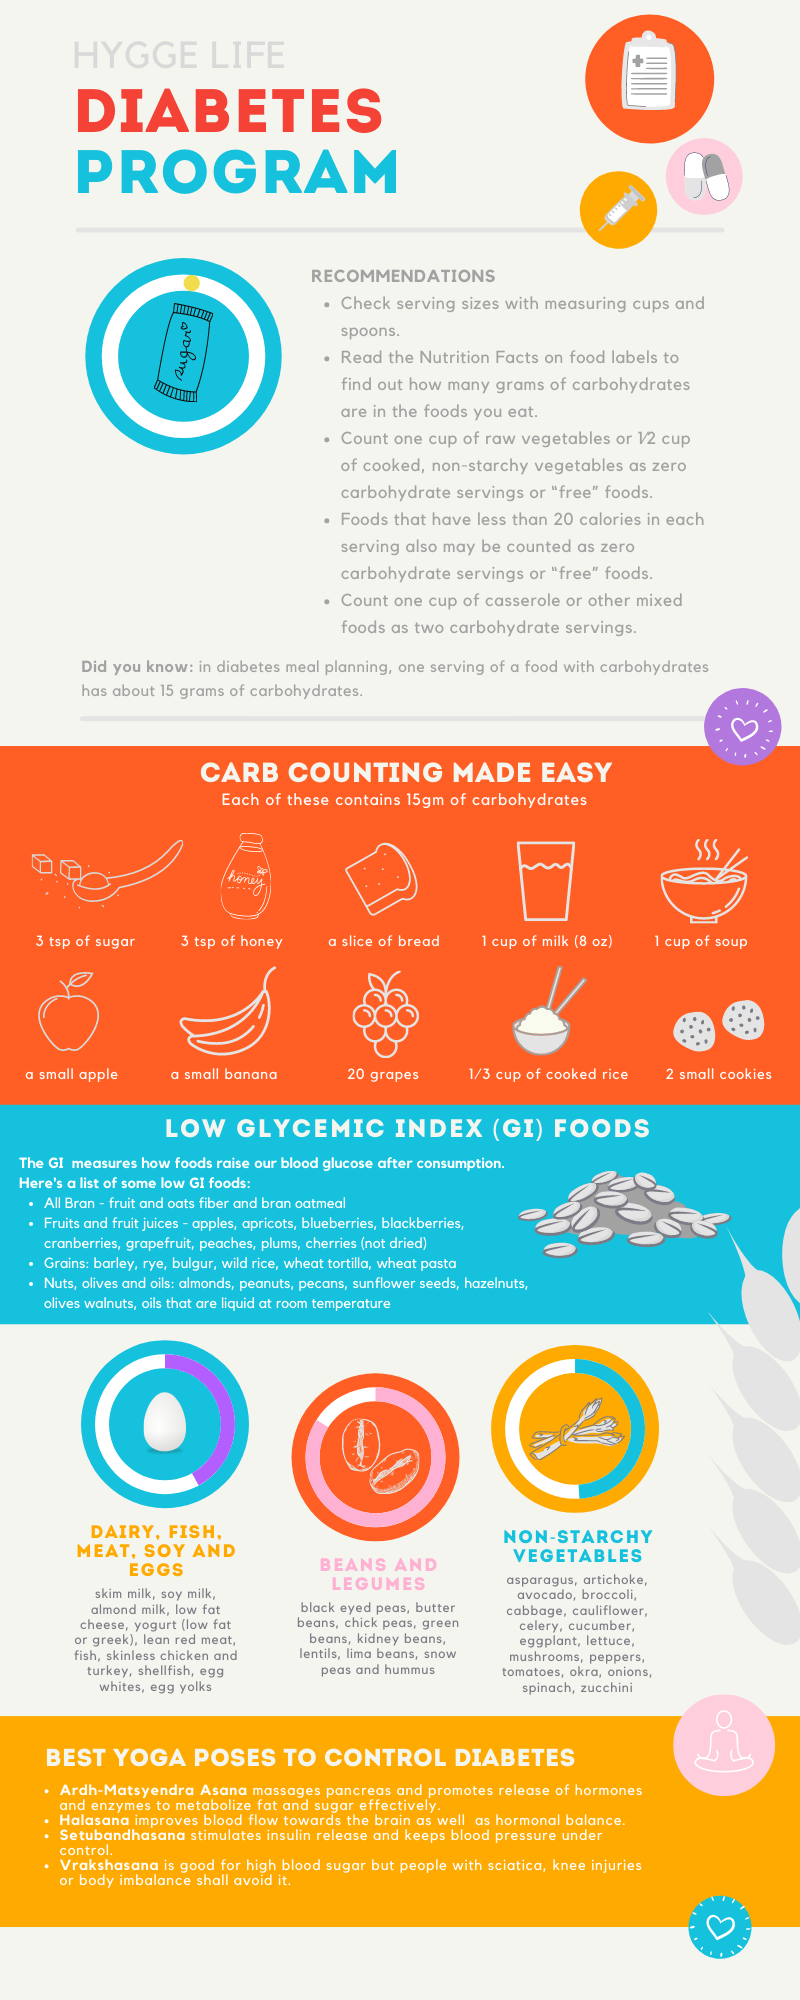 HYGGE LIFE
DIABETES
PROGRAM
sugar
RECOMMENDATIONS
• Check serving sizes with measuring cups and
spoons.
• Read the Nutrition Facts on food labels to
find out how many grams of carbohydrates
are in the foods you eat.
• Count one cup of raw vegetables or 1/2 cup
of cooked, non-starchy vegetables as zero
carbohydrate servings or “free” foods.
• Foods that have less than 20 calories in each
serving also may be counted as zero
carbohydrate servings or “free” foods.
• Count one cup of casserole or other mixed
foods as two carbohydrate servings.
Did you know: in diabetes meal planning, one serving of a food with carbohydrates
has about 15 grams of carbohydrates.
CARB COUNTING MADE EASY
Each of these contains 15gm of carbohydrates
honey
3 tsp of sugar
3 tsp of honey
a slice of bread
1 cup of milk (8 oz)
1 cup of soup
a small apple
a small banana
20 grapes
1/3 cup of cooked rice
2 small cookies
LOW GLYCEMIC INDEX (GI) FOODS
The GI  measures how foods raise our blood glucose after consumption.
Here's a list of some low GI foods:
• All Bran - fruit and oats fiber and bran oatmeal
• Fruits and fruit juices - apples, apricots, blueberries, blackberries,
cranberries, grapefruit, peaches, plums, cherries (not dried)
• Grains: barley, rye, bulgur, wild rice, wheat tortilla, wheat pasta
• Nuts, olives and oils: almonds, peanuts, pecans, sunflower seeds, hazelnuts,
olives walnuts, oils that are liquid at room temperature
DAIRY, FISH,
MEAT, SOY AND
EGGS
skim milk, soy milk,
almond milk, low fat
cheese, yogurt (low fat
or greek), lean red meat,
fish, skinless chicken and
turkey, shellfish, egg
whites, egg yolks
BEANS AND
LEGUMES
black eyed peas, butter
beans, chick peas, green
beans, kidney beans,
lentils, lima beans, snow
peas and hummus
NON-STARCHY
VEGETABLES
asparagus, artichoke,
avocado, broccoli,
cabbage, cauliflower,
celery, cucumber,
eggplant, lettuce,
mushrooms, peppers,
tomatoes, okra, onions,
spinach, zucchini
BEST YOGA POSES TO CONTROL DIABETES
• Ardh-Matsyendra Asana massages pancreas and promotes release of hormones
and enzymes to metabolize fat and sugar effectively.
• Halasana improves blood flow towards the brain as well  as hormonal balance.
• Setubandhasana stimulates insulin release and keeps blood pressure under
control.
• Vrakshasana is good for high blood sugar but people with sciatica, knee injuries
or body imbalance shall avoid it.